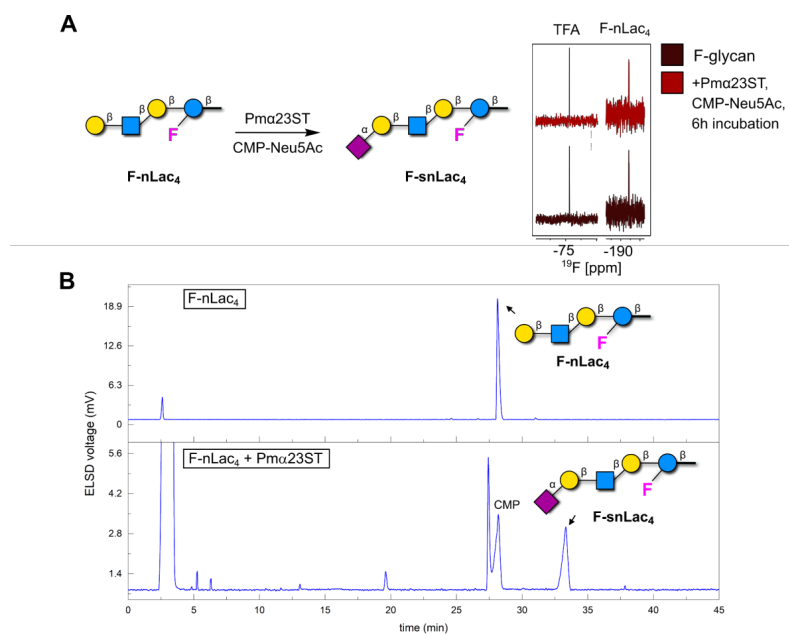 A
TFA
F-nLac4
F-glycan
+Pmα23ST,
CMP-Neu5Ac,
6h incubation
β
β
β
β
F
Pmα23ST
CMP-Neu5Ac
α
β
β
β
β
F
F-nLac4
F-snLac4
-75
-190
19F [ppm]
B
F-nLac4
β
β
β
β
F
F-nLac4
18.9
12.6
6.3
0
ELSD voltage (mV)
F-nLac4 + Pmα23ST
α
β
β
β
β
F
F-snLac4
CMP
5.6
4.2
2.8
1.4
0
5
10
15
20
25
30
35
40
45
time (min)